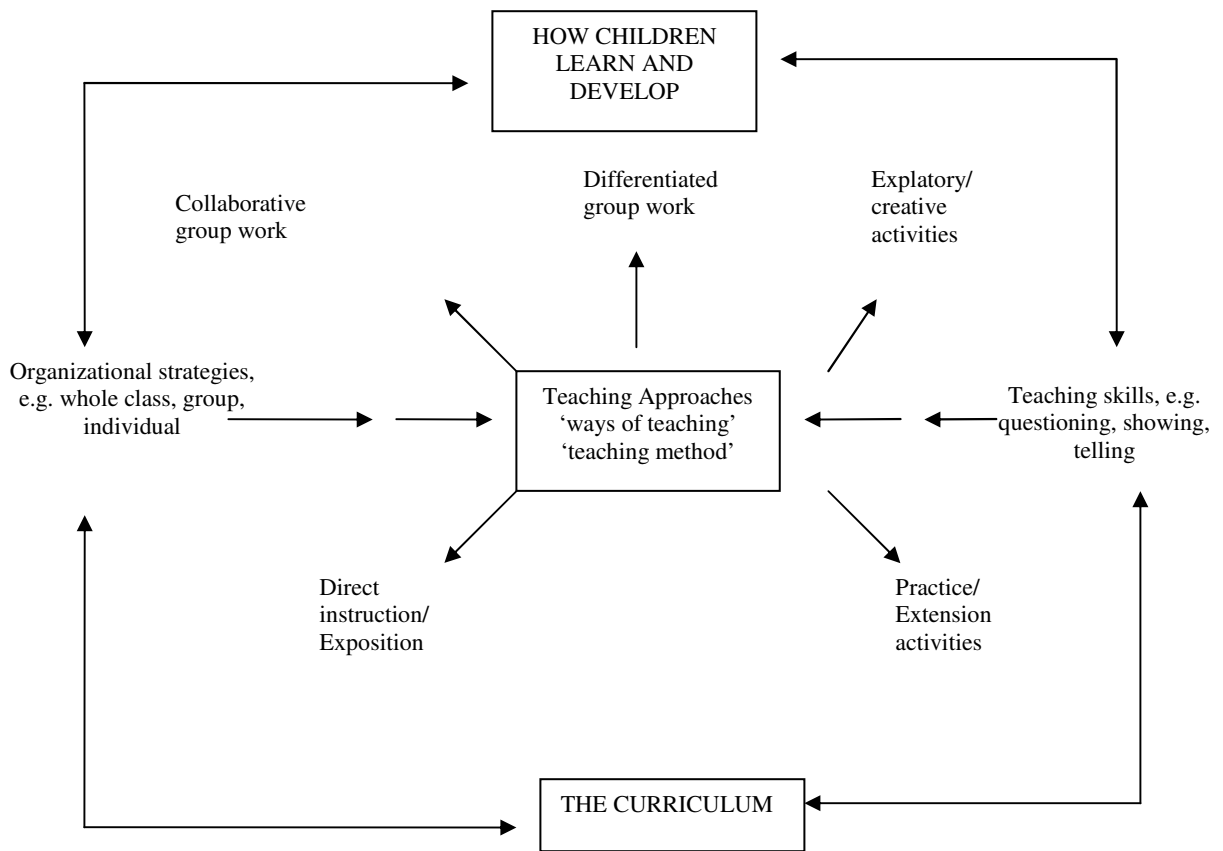 HOW CHILDREN
LEARN AND
DEVELOP
Collaborative
group work
Differentiated
group work
Explatory/
creative
activities
Organizational strategies,
e.g. whole class, group,
individual
Teaching Approaches
‘ways of teaching’
‘teaching method’
Teaching skills, e.g.
questioning, showing,
telling
Direct
instruction/
Exposition
Practice/
Extension
activities
THE CURRICULUM